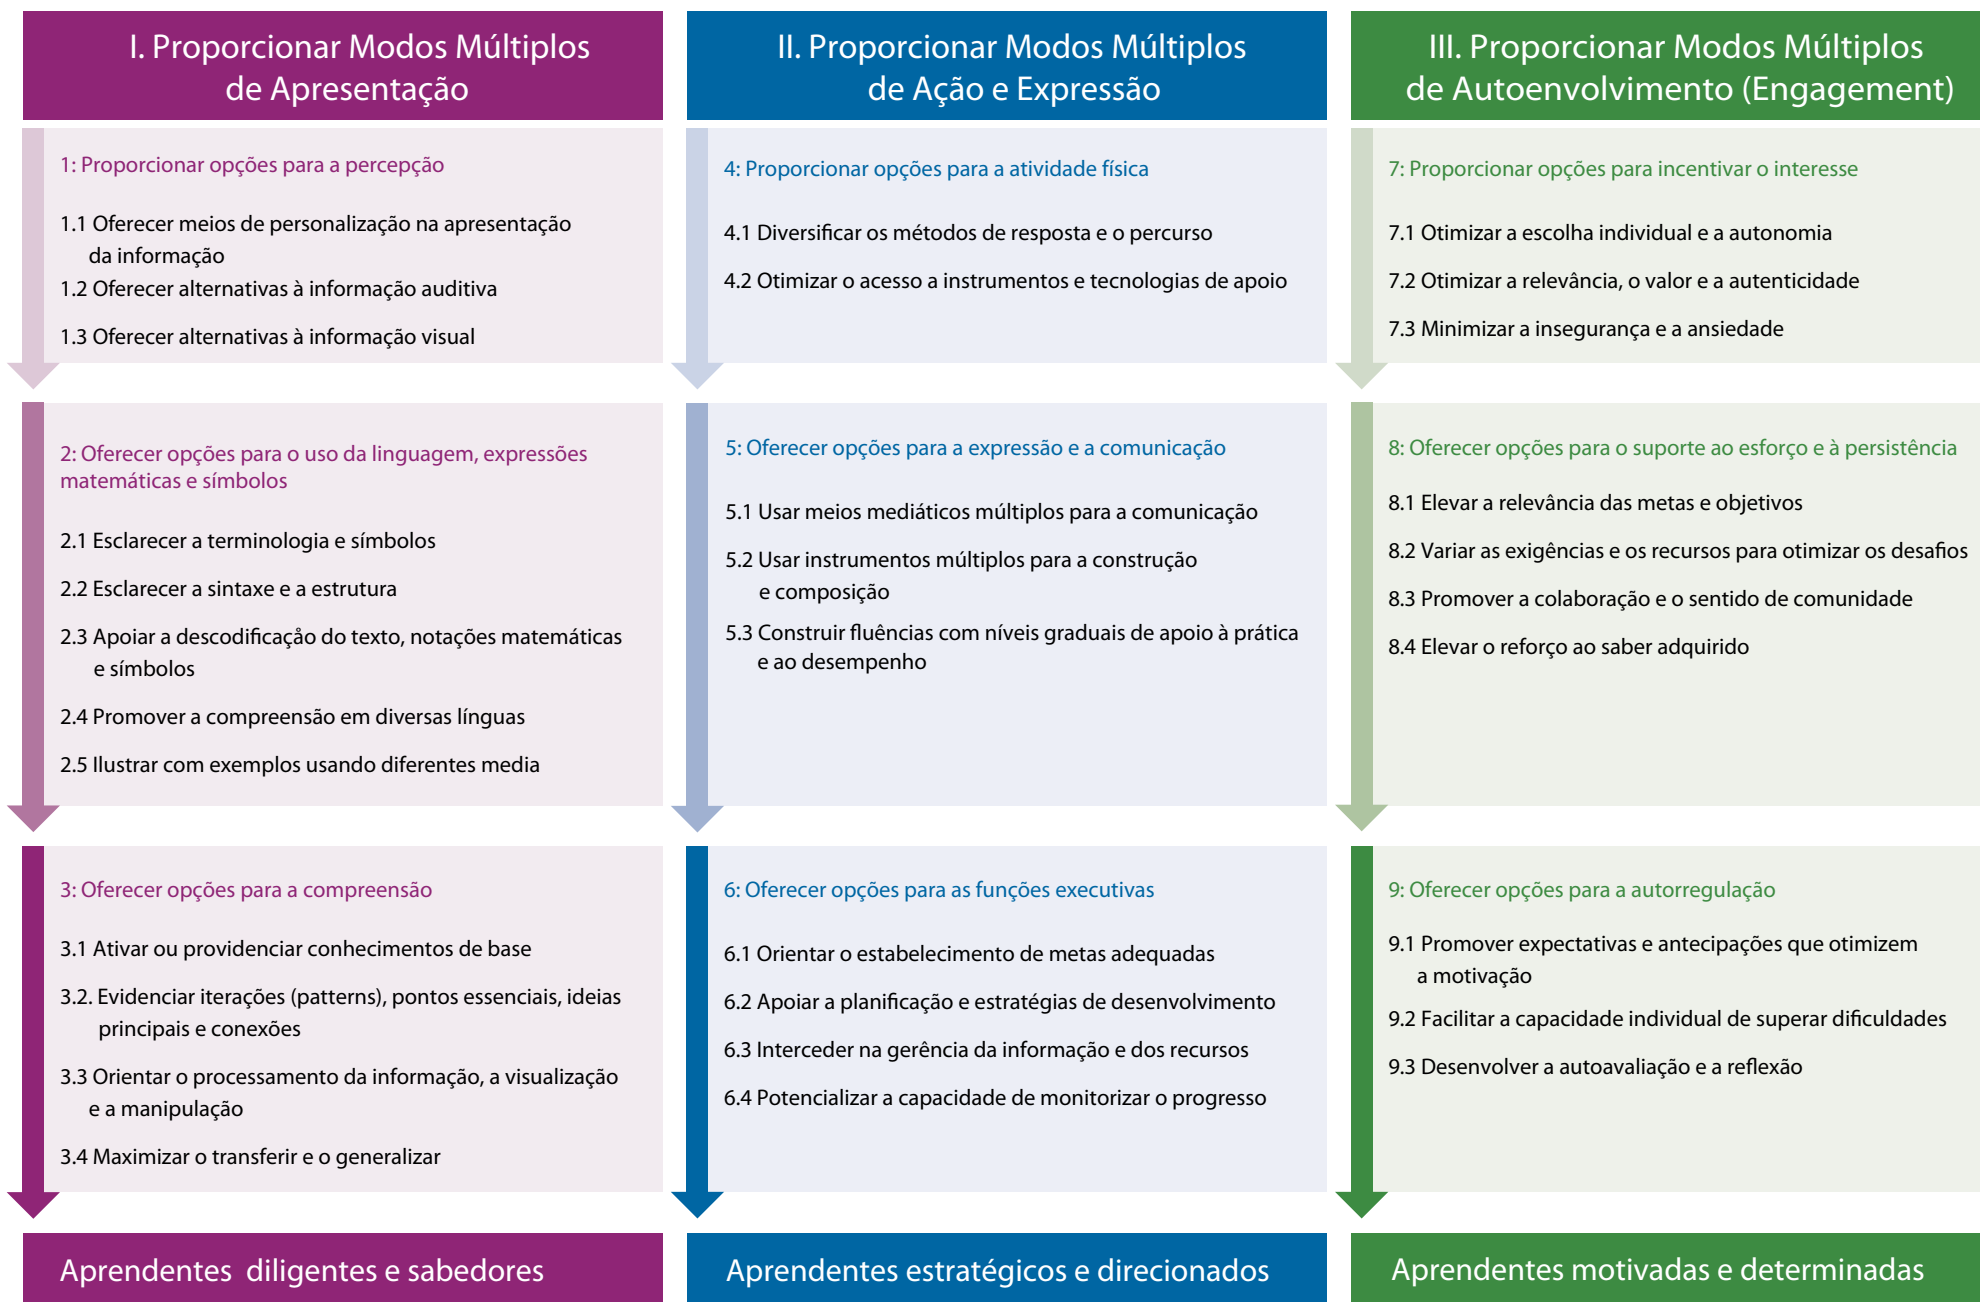 I. Proporcionar Modos Múltiplos
de Apresentação
1: Proporcionar opções para a percepção
1.1 Oferecer meios de personalização na apresentação
da informação
1.2 Oferecer alternativas à informação auditiva
1.3 Oferecer alternativas à informação visual
2: Oferecer opções para o uso da linguagem, expressões
matemáticas e símbolos
2.1 Esclarecer a terminologia e símbolos
2.2 Esclarecer a sintaxe e a estrutura
2.3 Apoiar a descodificação do texto, notações matemáticas
e símbolos
2.4 Promover a compreensão em diversas línguas
2.5 Ilustrar com exemplos usando diferentes media
3: Oferecer opções para a compreensão
3.1 Ativar ou providenciar conhecimentos de base
3.2. Evidenciar iterações (patterns), pontos essenciais, ideias
principais e conexões
3.3 Orientar o processamento da informação, a visualização
e a manipulação
3.4 Maximizar o transferir e o generalizar
Aprendentes diligentes e sabedores
II. Proporcionar Modos Múltiplos
de Ação e Expressão
4: Proporcionar opções para a atividade física
4.1 Diversificar os métodos de resposta e o percurso
4.2 Otimizar o acesso a instrumentos e tecnologias de apoio
5: Oferecer opções para a expressão e a comunicação
5.1 Usar meios mediáticos múltiplos para a comunicação
5.2 Usar instrumentos múltiplos para a construção
e composição
5.3 Construir fluências com níveis graduais de apoio à prática
e ao desempenho
6: Oferecer opções para as funções executivas
6.1 Orientar o estabelecimento de metas adequadas
6.2 Apoiar a planificação e estratégias de desenvolvimento
6.3 Interceder na gerência da informação e dos recursos
6.4 Potencializar a capacidade de monitorizar o progresso
Aprendentes estratégicos e direcionados
III. Proporcionar Modos Múltiplos
de Autoenvolvimento (Engagement)
7: Proporcionar opções para incentivar o interesse
7.1 Otimizar a escolha individual e a autonomia
7.2 Otimizar a relevância, o valor e a autenticidade
7.3 Minimizar a insegurança e a ansiedade
8: Oferecer opções para o suporte ao esforço e à persistência
8.1 Elevar a relevância das metas e objetivos
8.2 Variar as exigências e os recursos para otimizar os desafios
8.3 Promover a colaboração e o sentido de comunidade
8.4 Elevar o reforço ao saber adquirido
9: Oferecer opções para a autorregulação
9.1 Promover expectativas e antecipações que otimizem
a motivação
9.2 Facilitar a capacidade individual de superar dificuldades
9.3 Desenvolver a autoavaliação e a reflexão
Aprendentes motivadas e determinadas